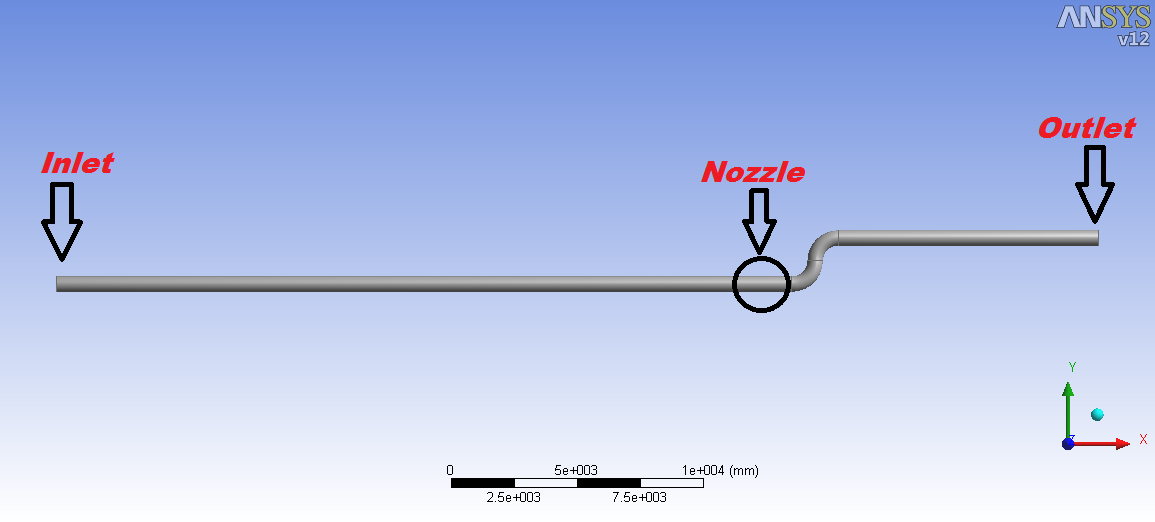 ANSYS
v12
Outlet
Inlet
Nozzle
Y
X
0 5e+003 1e+004 (mm)
2.5e+003 7.5e+003